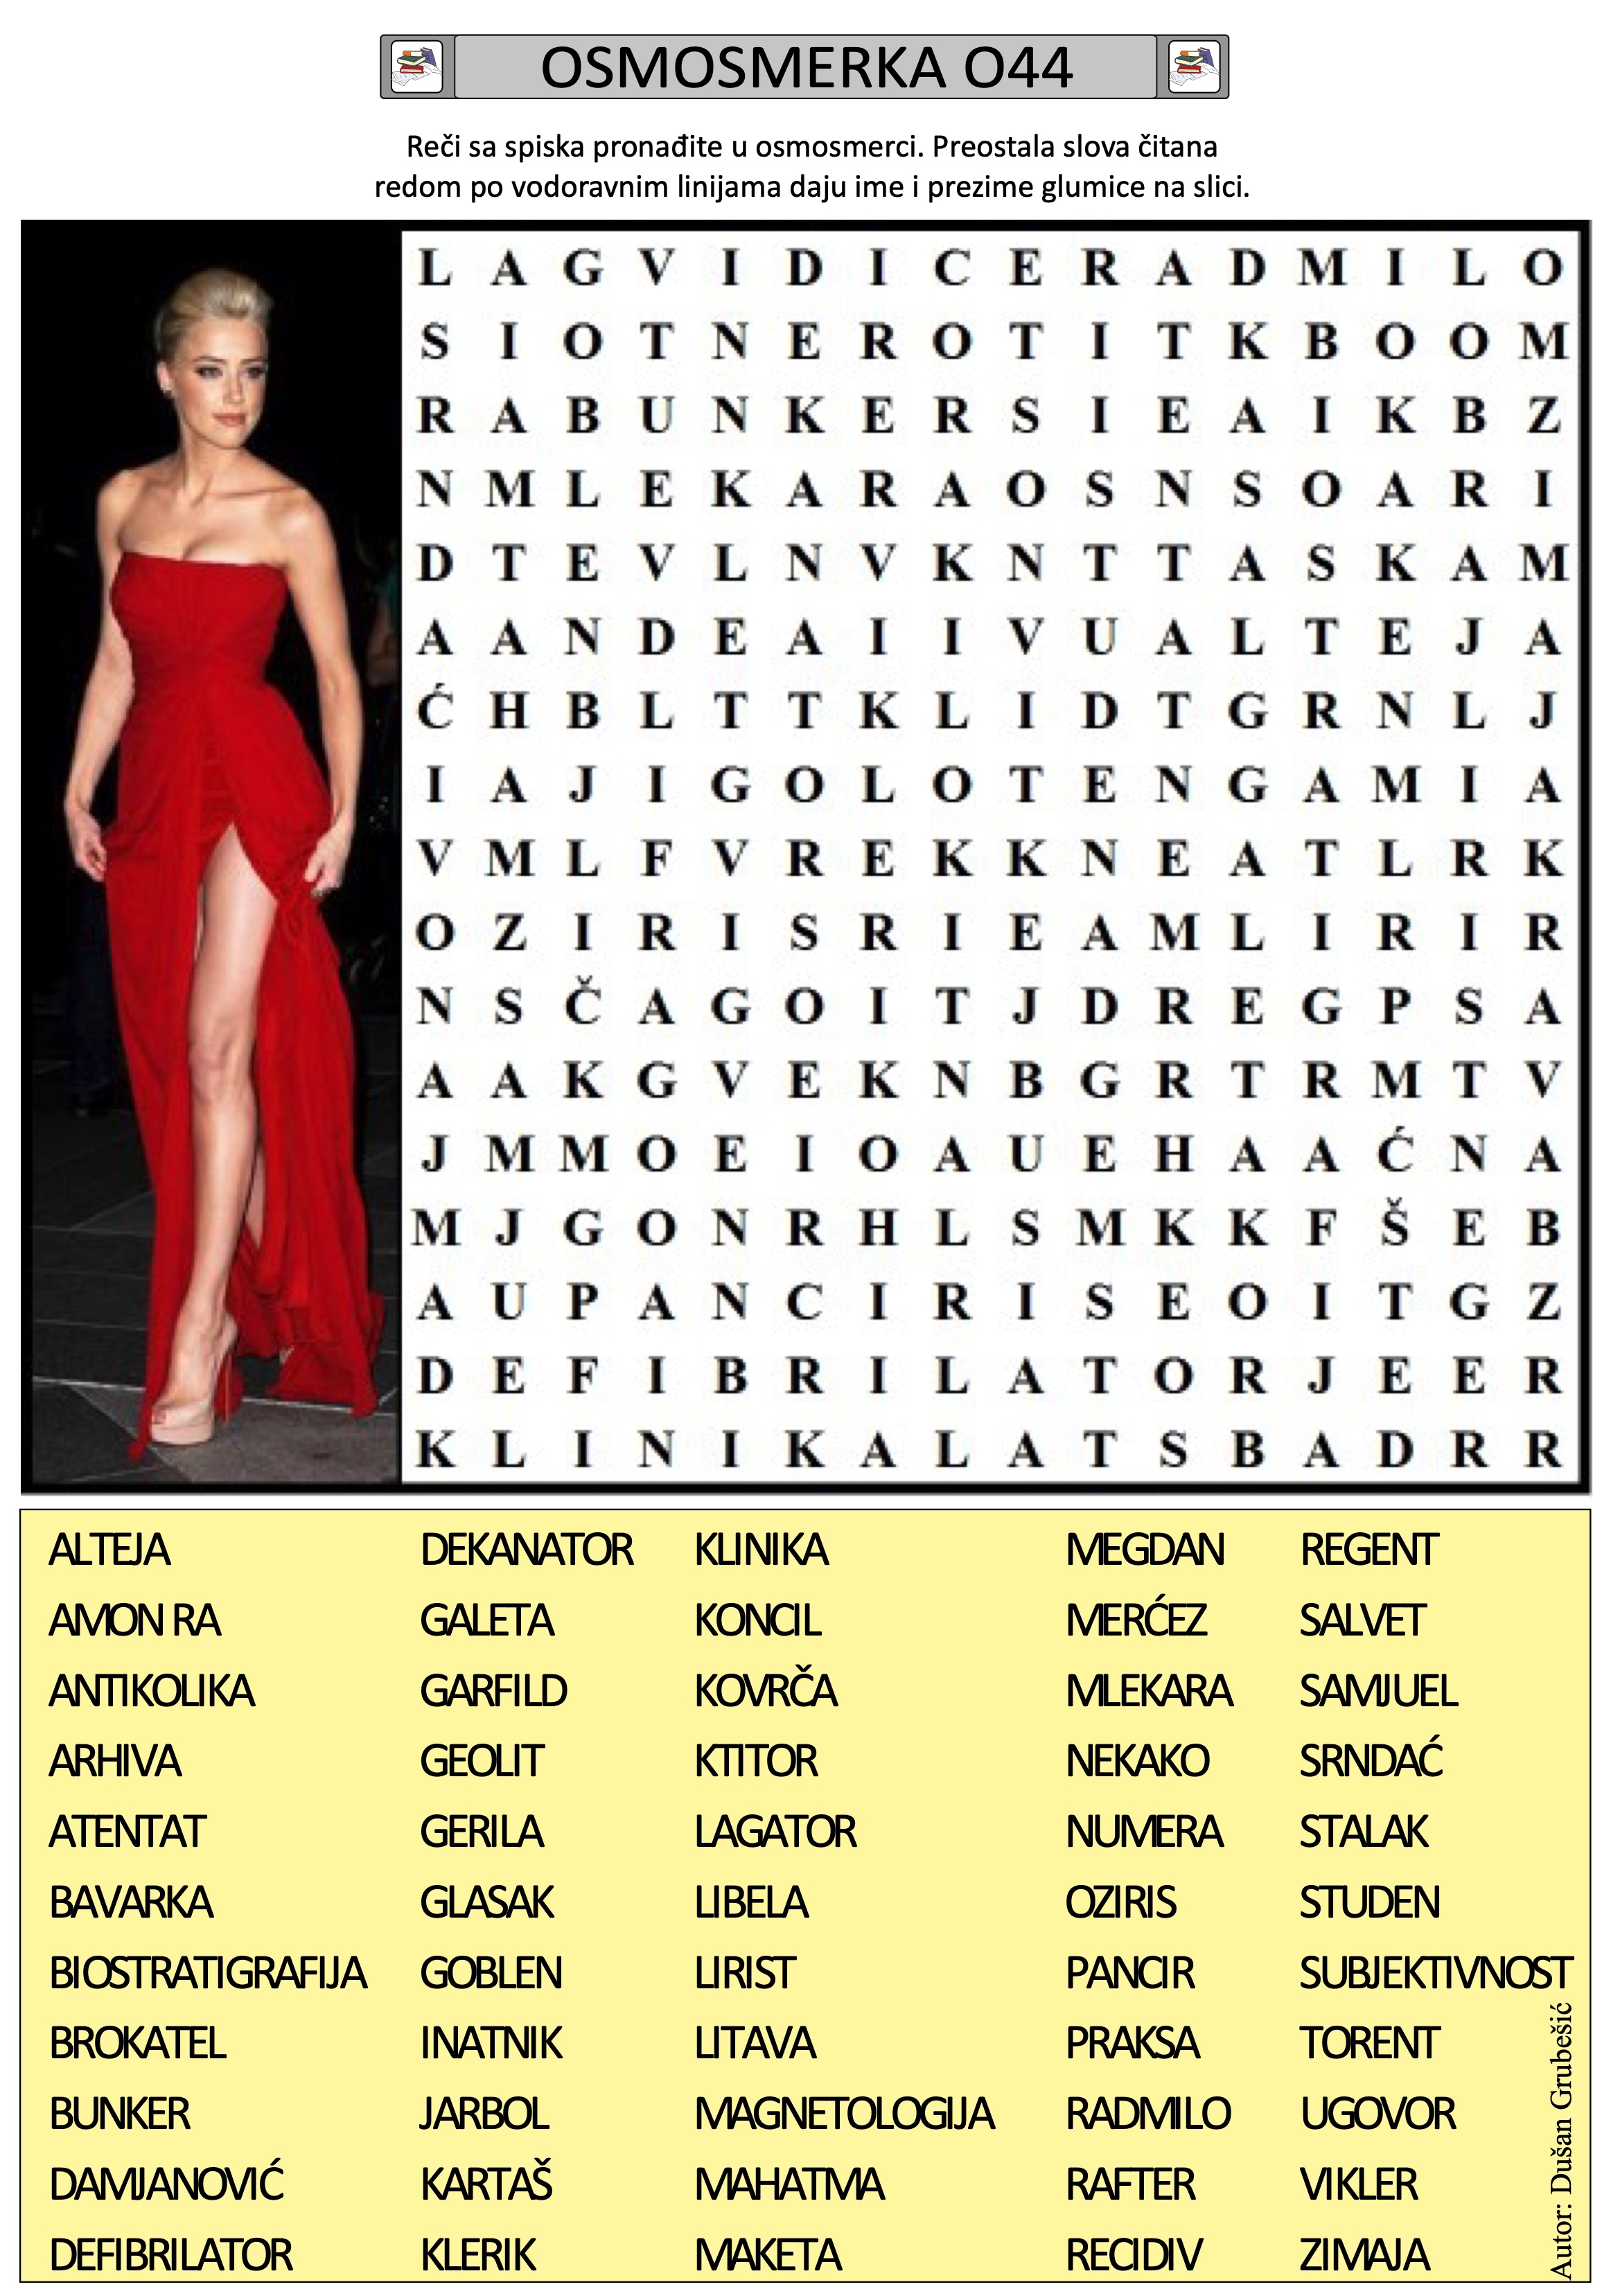 OSMOSMERKA O44
Reči sa spiska pronađite u osmosmerci. Preostala slova čitana
redom po vodoravnim linijama daju ime i prezime glumice na slici.
L A G V I D I C E R A D M I L O
S I O T N E R O T I T K B O O M
R A B U N K E R S I E A I K B Z
N M L E K A R A O S N S O A R I
D T E V L N V K N T T A S K A M
A A N D E A I I V U A L T E J A
Ć H B L T T K L I D T G R N L J
I A J I G O L O T E N G A M I A
V M L F V R E K K N E A T L R K
O Z I R I S R I E A M L I R I R
N S Č A G O I T J D R E G P S A
A A K G V E K N B G R T R M T V
J M M O E I O A U E H A A Ć N A
M J G O N R H L S M K K F Š E B
A U P A N C I R I S E O I T G Z
D E F I B R I L A T O R J E E R
K L I N I K A L A T S B A D R R
ALTEJA DEKANATOR KLINIKA MEGDAN REGENT
AMON RA GALETA KONCIL MERĆEZ SALVET
ANTIKOLIKA GARFILD KOVRČA MLEKARA SAMJUEL
ARHIVA GEOLIT KTITOR NEKAKO SRNDAĆ
ATENTAT GERILA LAGATOR NUMERA STALAK
BAVARKA GLASAK LIBELA OZIRIS STUDEN
BIOSTRATIGRAFIJA GOBLEN LIRIST PANCIR SUBJEKTIVNOST
BROKATEL INATNIK LITAVA PRAKSA TORENT
BUNKER JARBOL MAGNETOLOGIJA RADMILO UGOVOR
DAMJANOVIĆ KARTAŠ MAHATMA RAFTER VIKLER
DEFIBRILATOR KLERIK MAKETA RECIDIV ZIMAJA
Autor: Dušan Grubešić